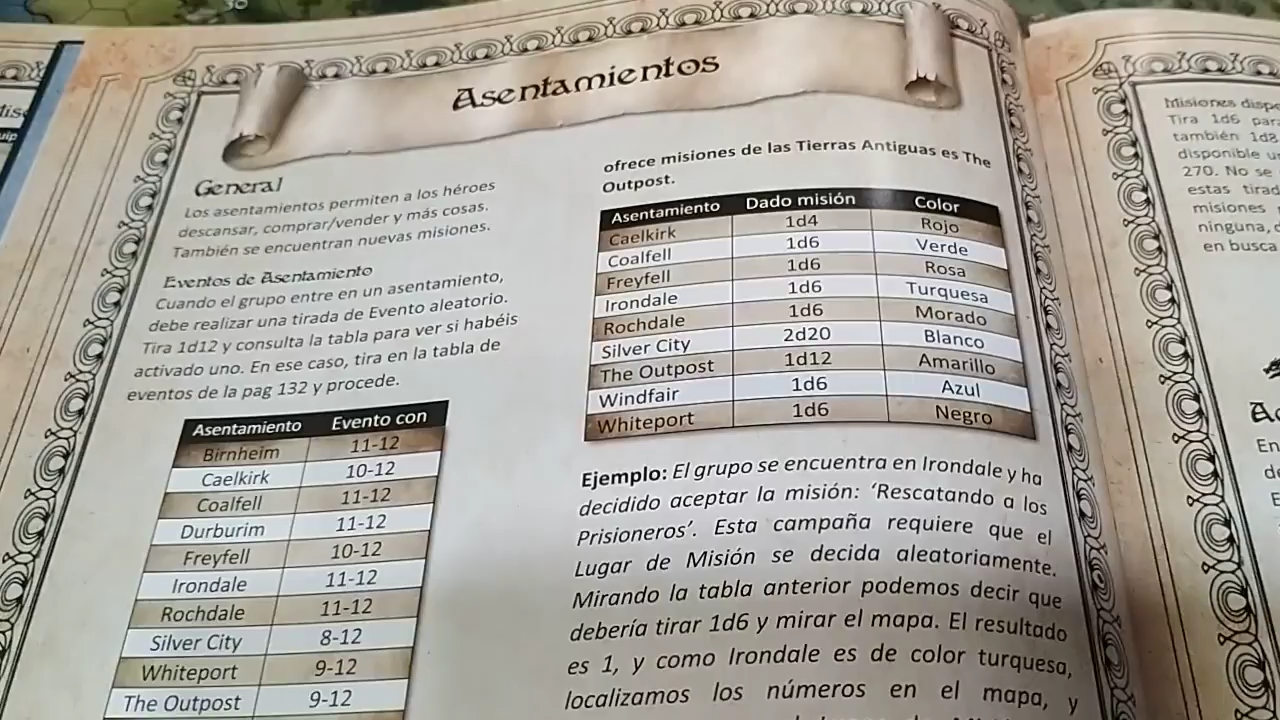 36
Asentamientos
General
Los asentamientos permiten a los héroes
descansar, comprar/vender y más cosas.
También se encuentran nuevas misiones.
Eventos de Asentamiento
Cuando el grupo entre en un asentamiento,
debe realizar una tirada de Evento aleatorio.
Tira 1d12 y consulta la tabla para ver si habéis
activado uno. En ese caso, tira en la tabla de
eventos de la pag 132 y procede.
Asentamiento Evento con
Birnheim 11-12
Caelkirk 10-12
Coalfell 11-12
Durburim 11-12
Freyfell 10-12
Irondale 11-12
Rochdale 11-12
Silver City 8-12
Whiteport 9-12
The Outpost 9-12
ofrece misiones de las Tierras Antiguas es The
Outpost.
Asentamiento Dado misión Color
Caelkirk 1d4 Rojo
Coalfell 1d6 Verde
Freyfell 1d6 Rosa
Irondale 1d6 Turquesa
Rochdale 1d6 Morado
Silver City 2d20 Blanco
The Outpost 1d12 Amarillo
Windfair 1d6 Azul
Whiteport 1d6 Negro
Ejemplo: El grupo se encuentra en Irondale y ha
decidido aceptar la misión: ‘Rescatando a los
Prisioneros’. Esta campaña requiere que el
Lugar de Misión se decida aleatoriamente.
Mirando la tabla anterior podemos decir que
debería tirar 1d6 y mirar el mapa. El resultado
es 1, y como Irondale es de color turquesa,
localizamos los números en el mapa, y
Misiones dispo
Tira 1d6 par
también 1d8
disponible u
270. No se
estas tirad
misiones
ninguna, d
en busca
En
de